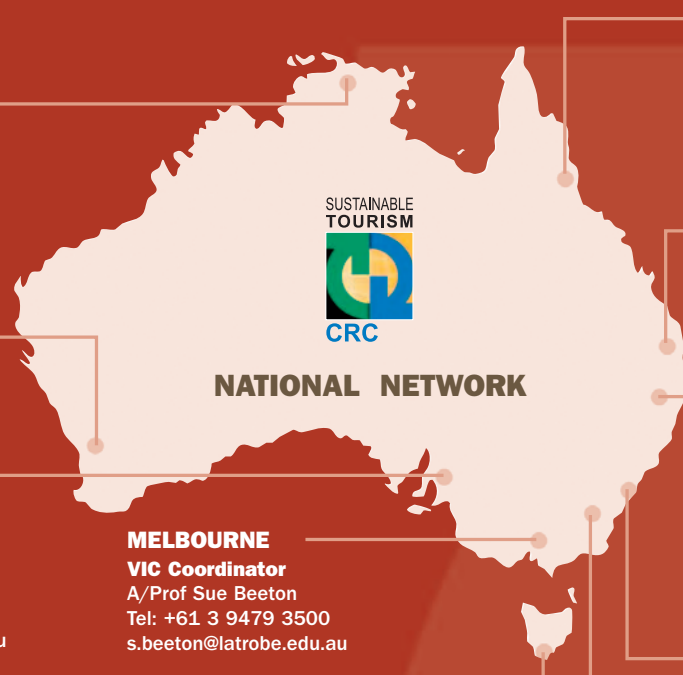 SUSTAINABLE
TOURISM
CRC
NATIONAL NETWORK
MELBOURNE
VIC Coordinator
A/Prof Sue Beeton
Tel: +61 3 9479 3500
s.beeton@latrobe.edu.au
u